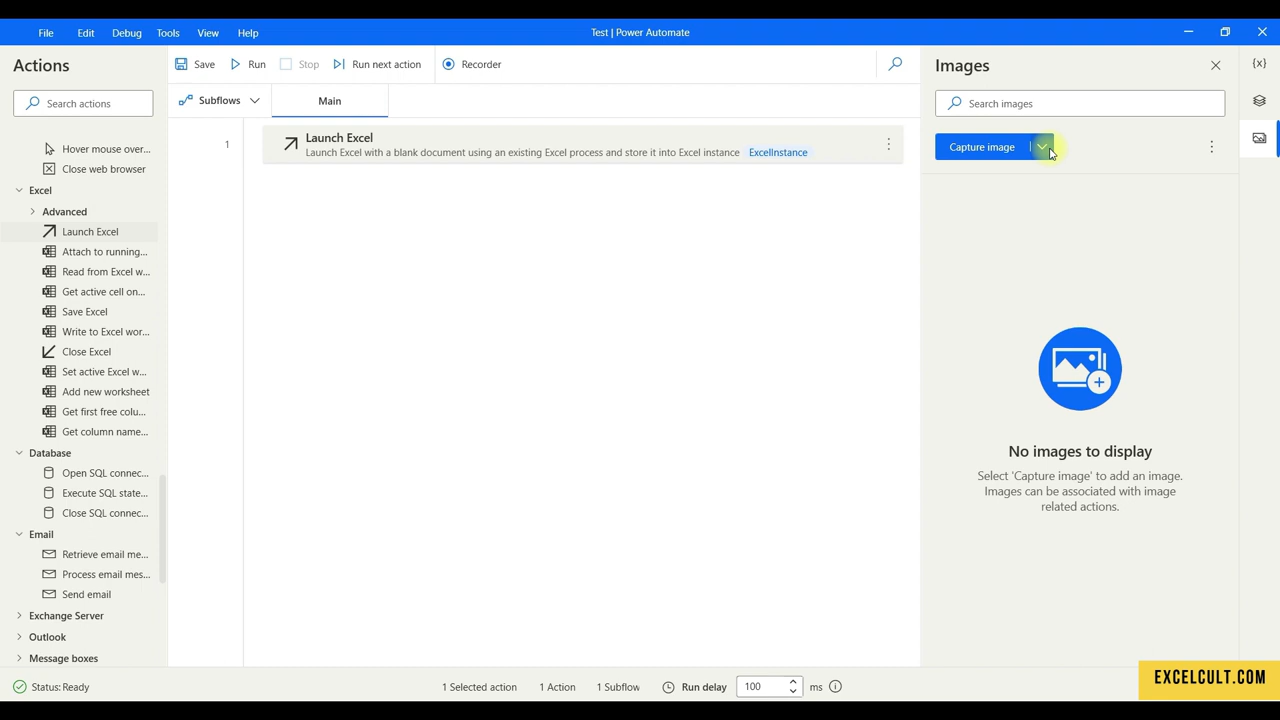 File Edit Debug Tools View Help
Test | Power Automate
Actions
Search actions
Hover mouse over...
Close web browser
Excel
Advanced
Launch Excel
Attach to running...
Read from Excel w...
Get active cell on...
Save Excel
Write to Excel wor...
Close Excel
Set active Excel w...
Add new worksheet
Get first free colu...
Get column name...
Database
Open SQL connec...
Execute SQL state...
Close SQL connec...
Email
Retrieve email me...
Process email mes...
Send email
Exchange Server
Outlook
Message boxes
Save Run Stop Run next action Recorder
Subflows Main
1
Launch Excel
Launch Excel with a blank document using an existing Excel process and store it into Excel instance ExcelInstance
Images
Search images
Capture image
No images to display
Select 'Capture image' to add an image.
Images can be associated with image
related actions.
{x}
Status: Ready
1 Selected action 1 Action 1 Subflow Run delay 100 ms
EXCELCULT.COM